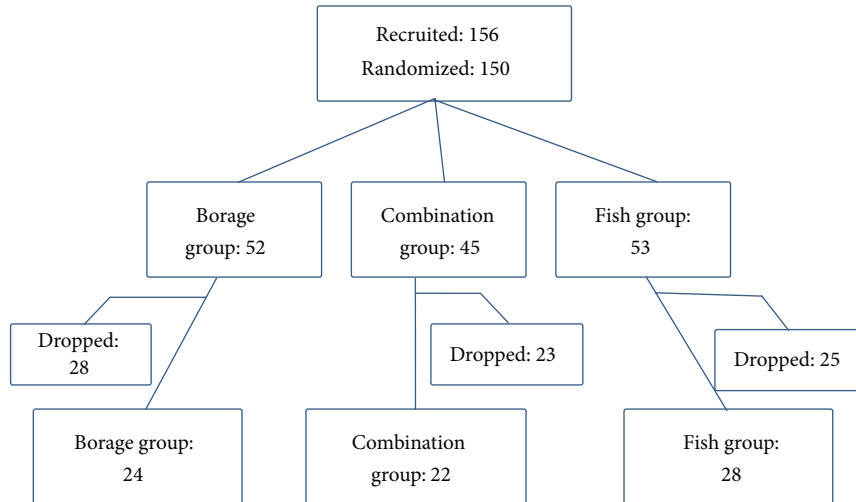 Recruited: 156
Randomized: 150
Borage
group: 52
Combination
group: 45
Fish group:
53
Dropped:
28
Dropped: 23
Dropped: 25
Borage group:
24
Combination
group: 22
Fish group:
28